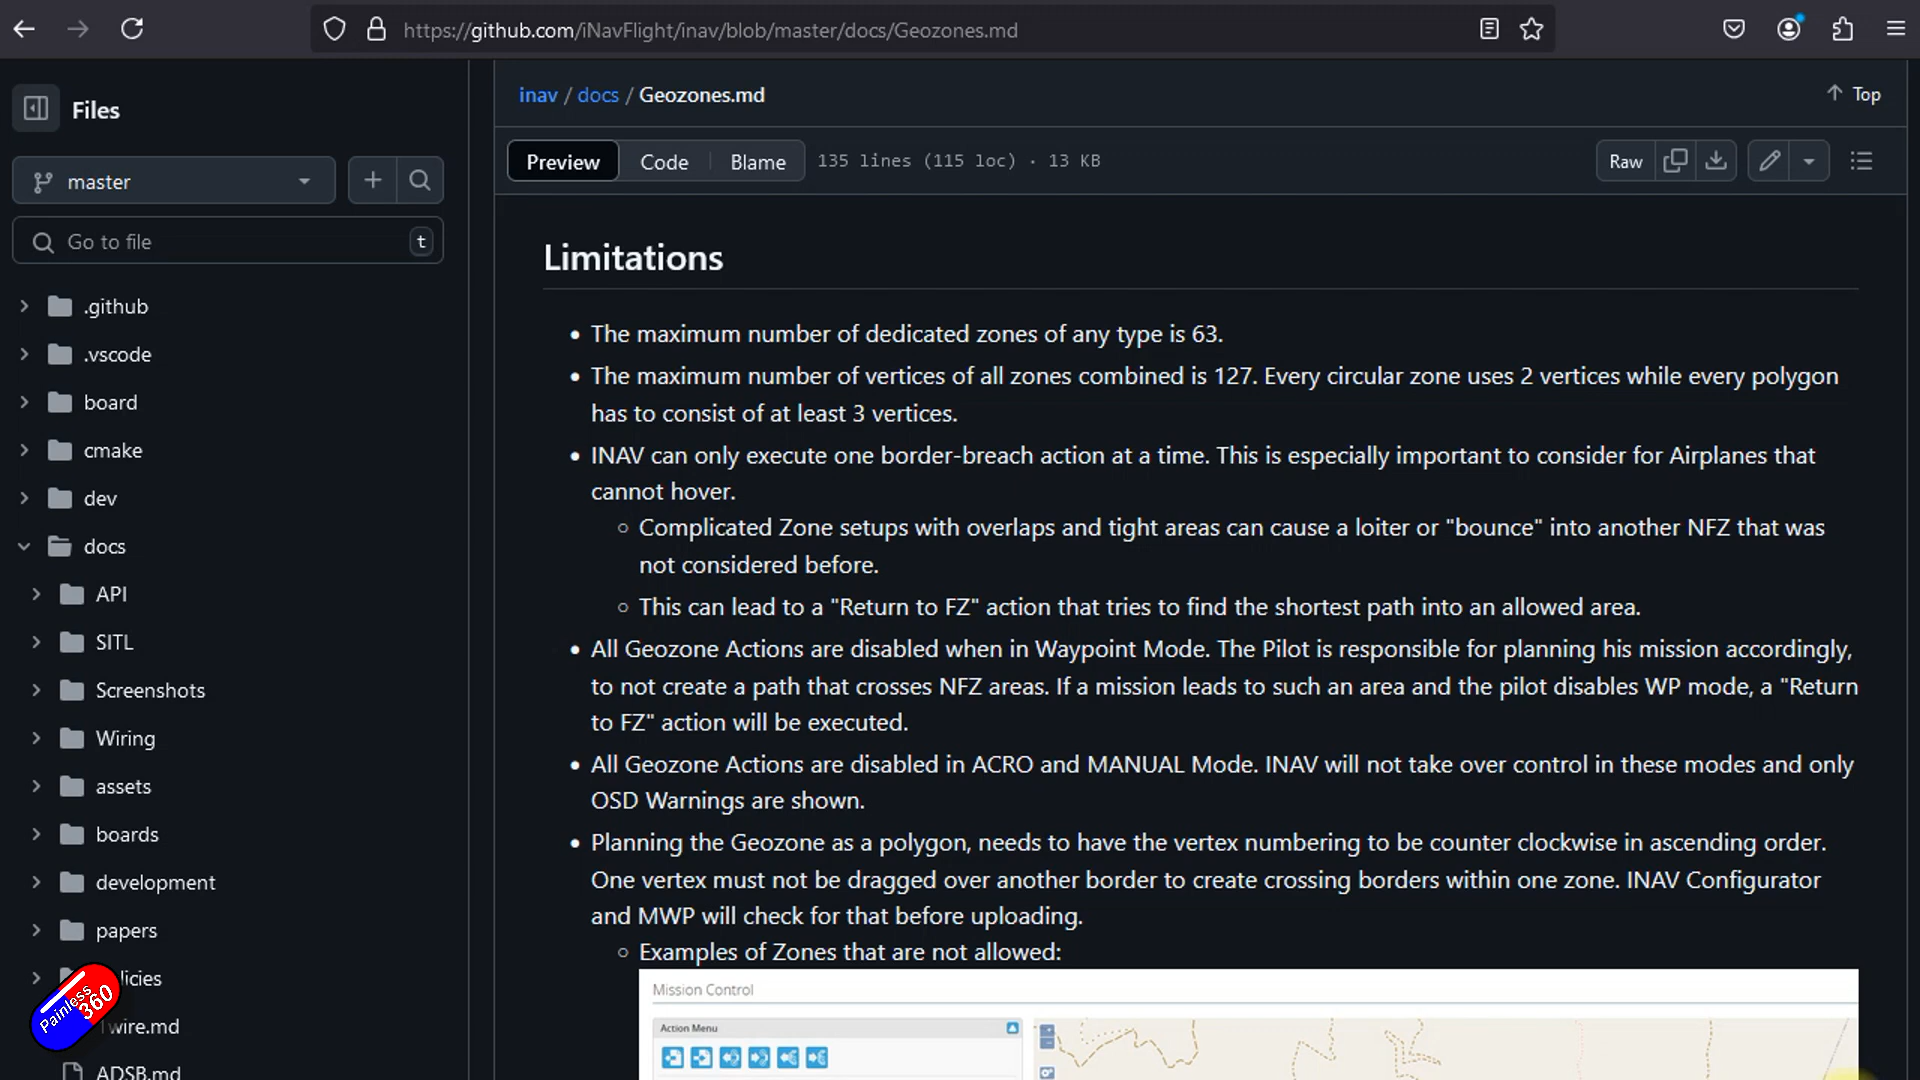 https://github.com/iNavFlight/inav/blob/master/docs/Geozones.md
Files
inav / docs / Geozones.md
Top
master
Preview
Code
Blame
135 lines (115 loc) · 13 KB
Raw
Go to file
t
Limitations
.github
.vscode
board
cmake
dev
docs
API
SITL
Screenshots
Wiring
assets
boards
development
papers
licies
wire.md
ADSB.md
The maximum number of dedicated zones of any type is 63.
The maximum number of vertices of all zones combined is 127. Every circular zone uses 2 vertices while every polygon
has to consist of at least 3 vertices.
INAV can only execute one border-breach action at a time. This is especially important to consider for Airplanes that
cannot hover.
Complicated Zone setups with overlaps and tight areas can cause a loiter or "bounce" into another NFZ that was
not considered before.
This can lead to a "Return to FZ" action that tries to find the shortest path into an allowed area.
All Geozone Actions are disabled when in Waypoint Mode. The Pilot is responsible for planning his mission accordingly,
to not create a path that crosses NFZ areas. If a mission leads to such an area and the pilot disables WP mode, a "Return
to FZ" action will be executed.
All Geozone Actions are disabled in ACRO and MANUAL Mode. INAV will not take over control in these modes and only
OSD Warnings are shown.
Planning the Geozone as a polygon, needs to have the vertex numbering to be counter clockwise in ascending order.
One vertex must not be dragged over another border to create crossing borders within one zone. INAV Configurator
and MWP will check for that before uploading.
Examples of Zones that are not allowed:
Mission Control
Action Menu
Painless
360